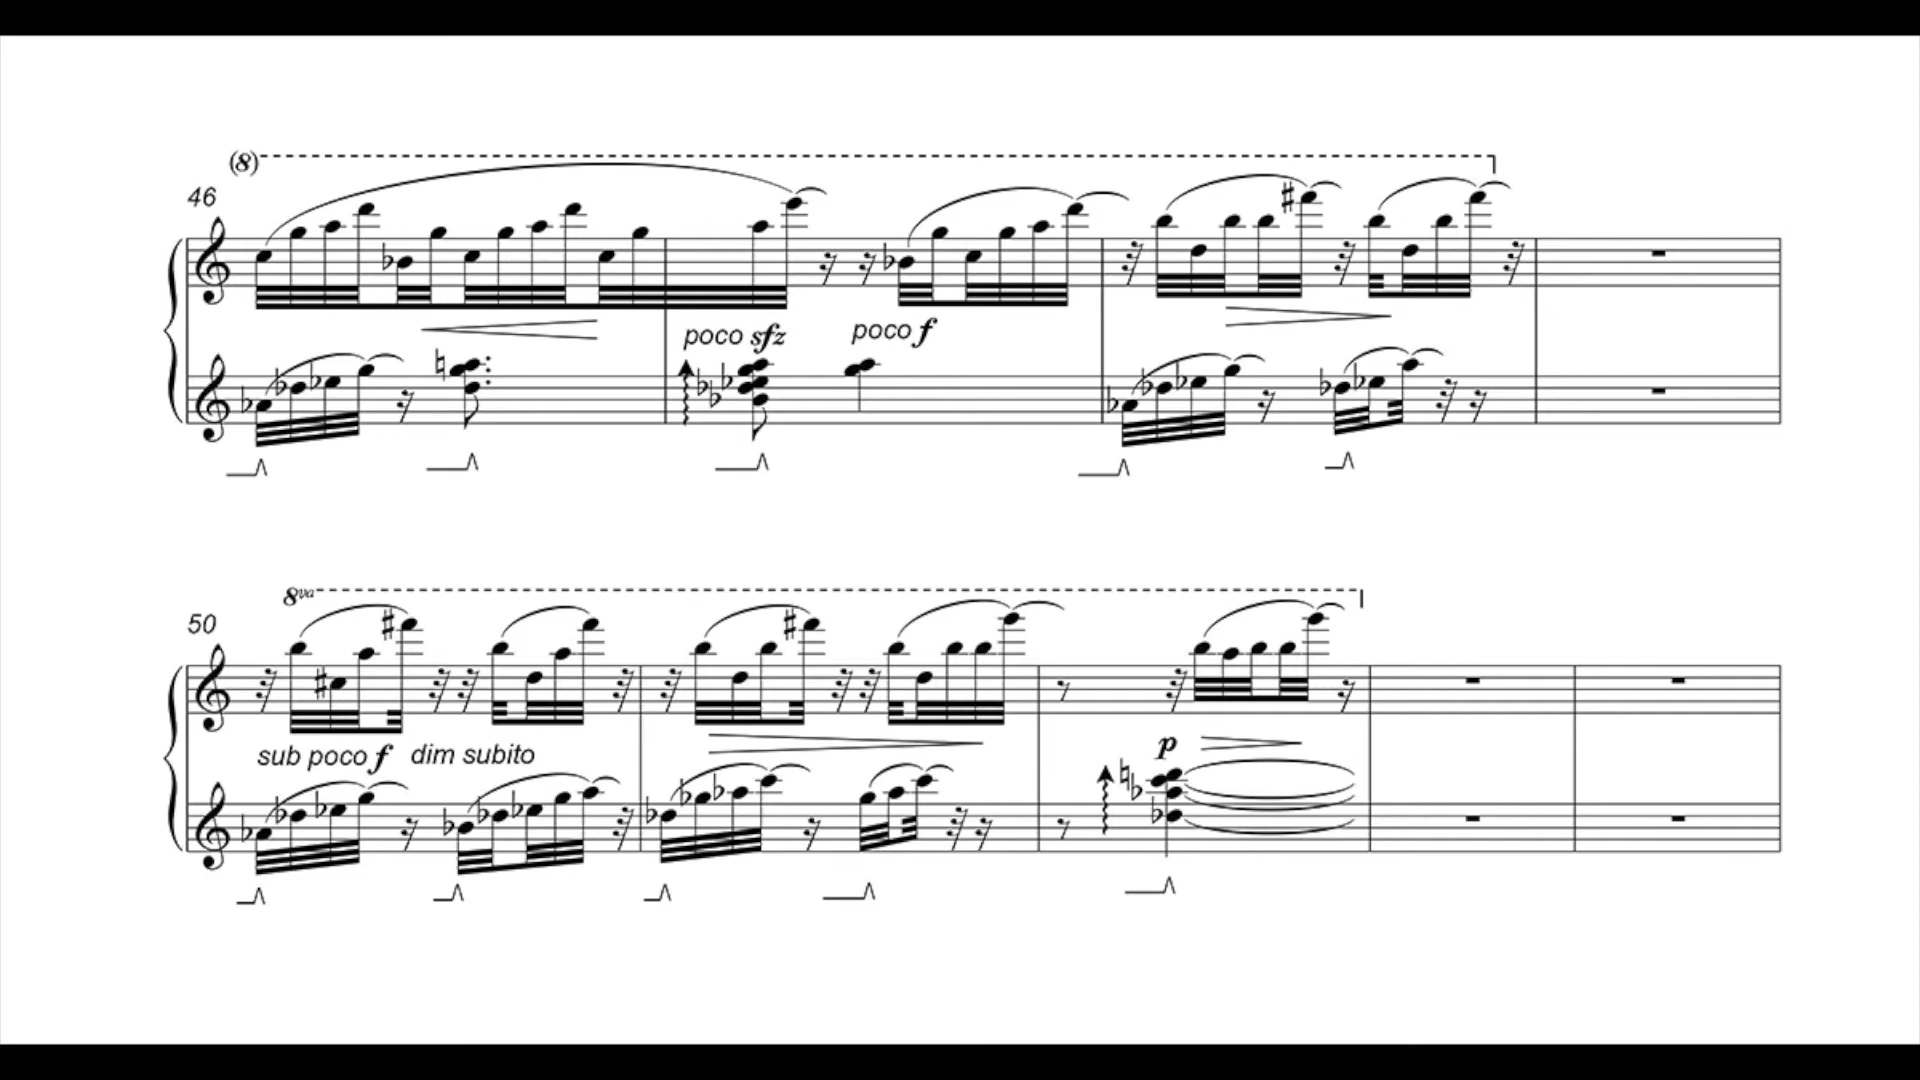 (8)
46
poco sfz
poco f
8va
50
sub poco f dim subito
p